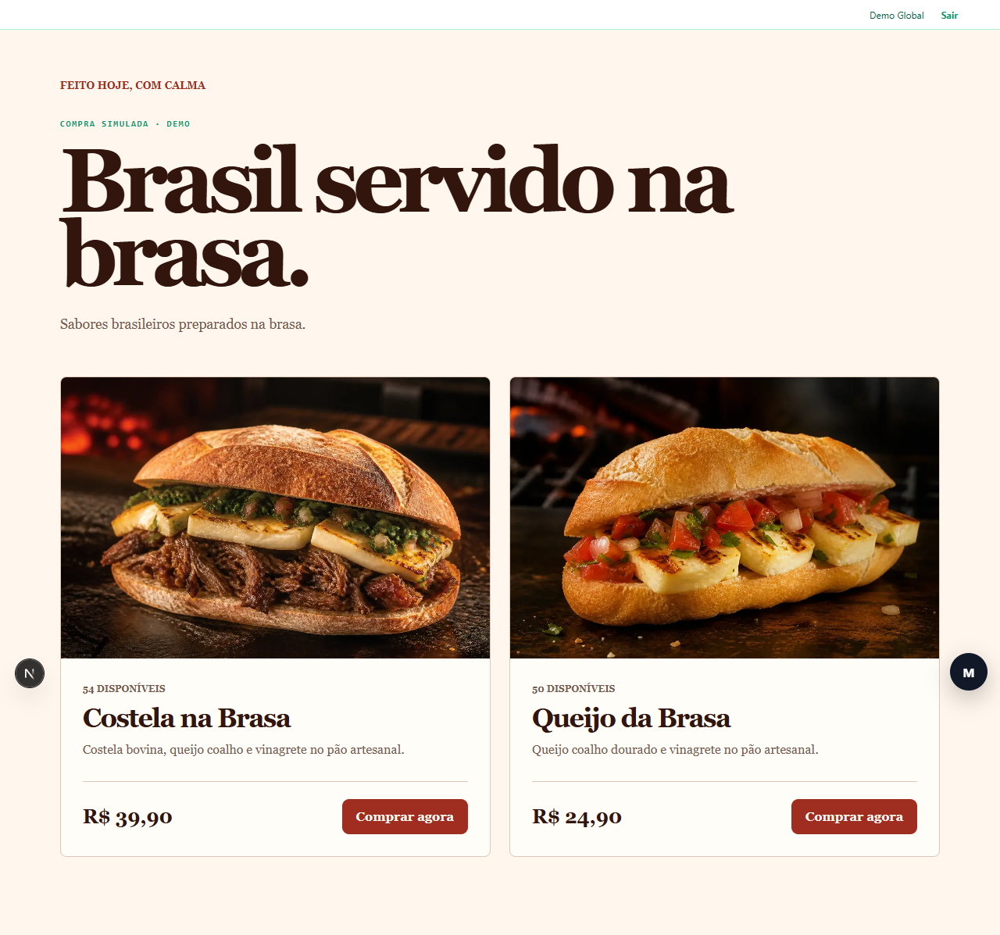 Demo Global
Sair
FEITO HOJE, COM CALMA
COMPRA SIMULADA · DEMO
Brasil servido na
brasa.
Sabores brasileiros preparados na brasa.
54 DISPONÍVEIS
Costela na Brasa
Costela bovina, queijo coalho e vinagrete no pão artesanal.
R$ 39,90
Comprar agora
50 DISPONÍVEIS
Queijo da Brasa
Queijo coalho dourado e vinagrete no pão artesanal.
R$ 24,90
Comprar agora
N
M